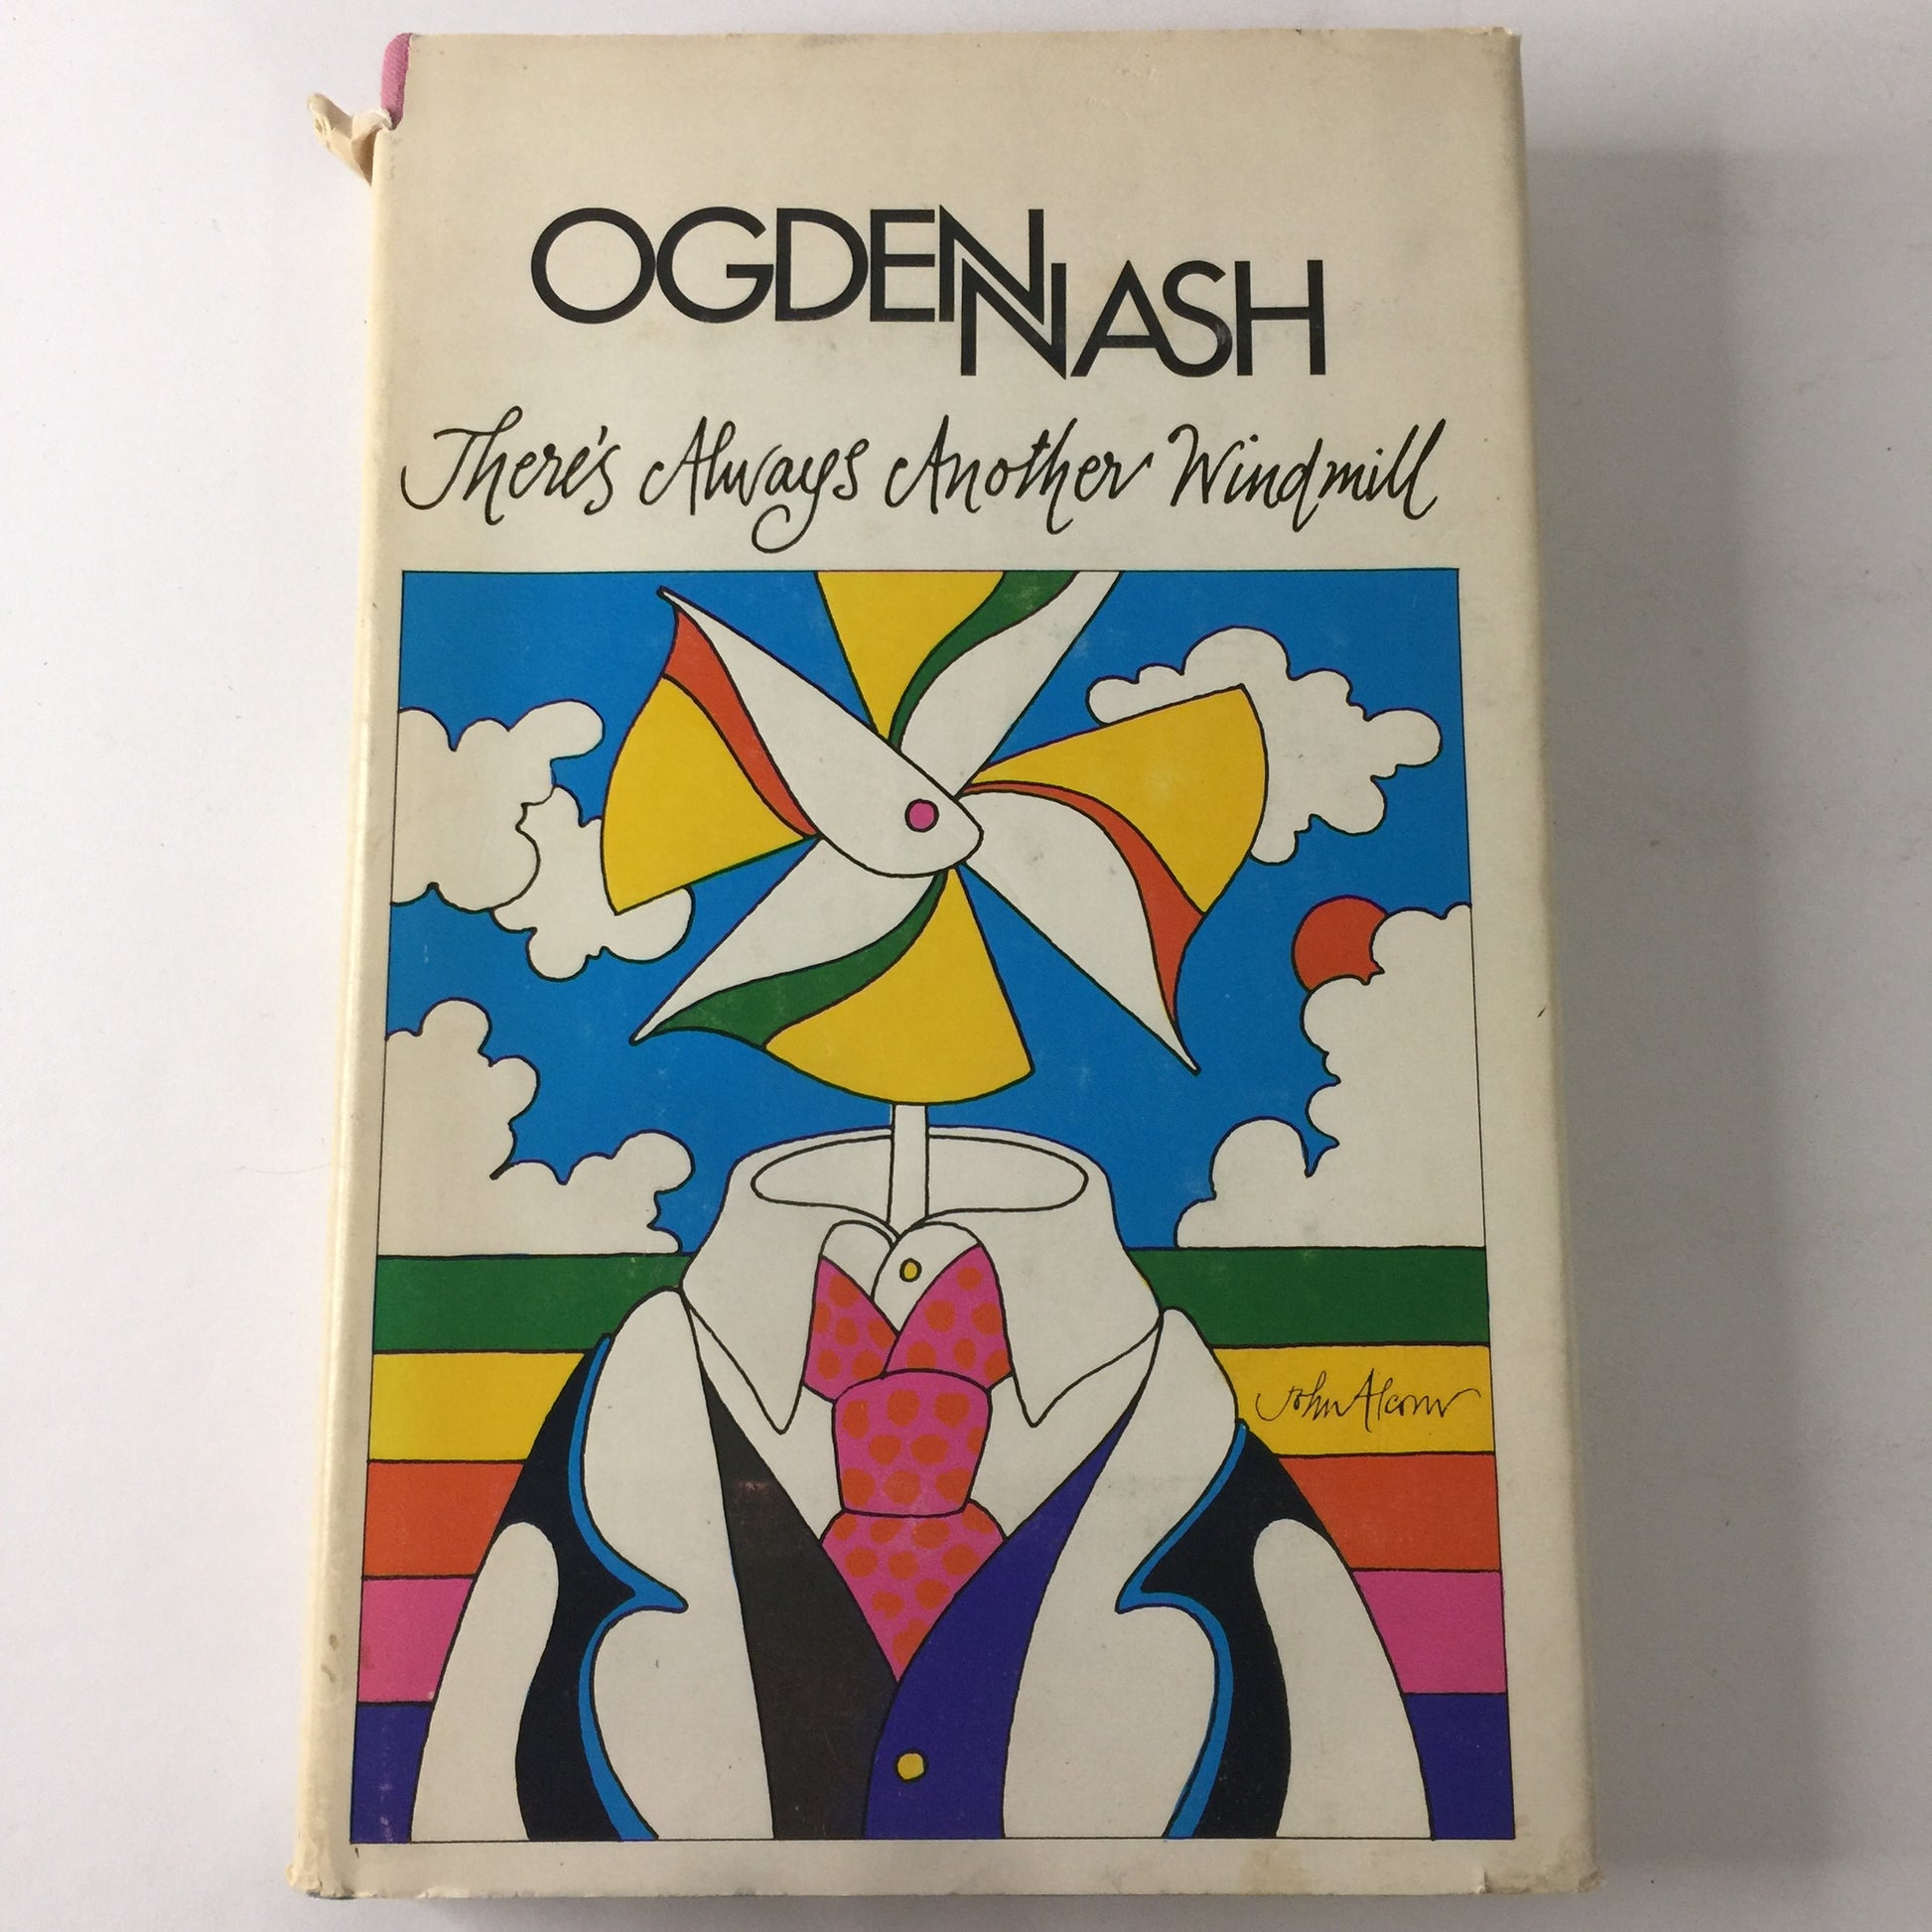 OGDEN NASH
There's Always Another Windmill
John Alcorn